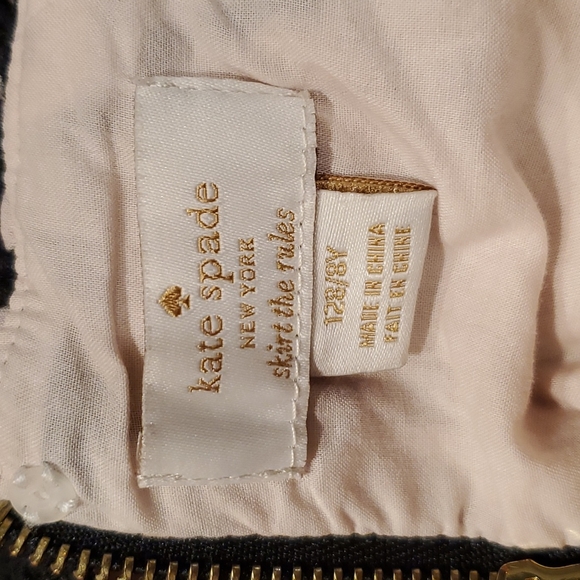 kate spade
NEW YORK
skirt the rules
128/8Y
MADE IN CHINA
FAIT EN CHINE